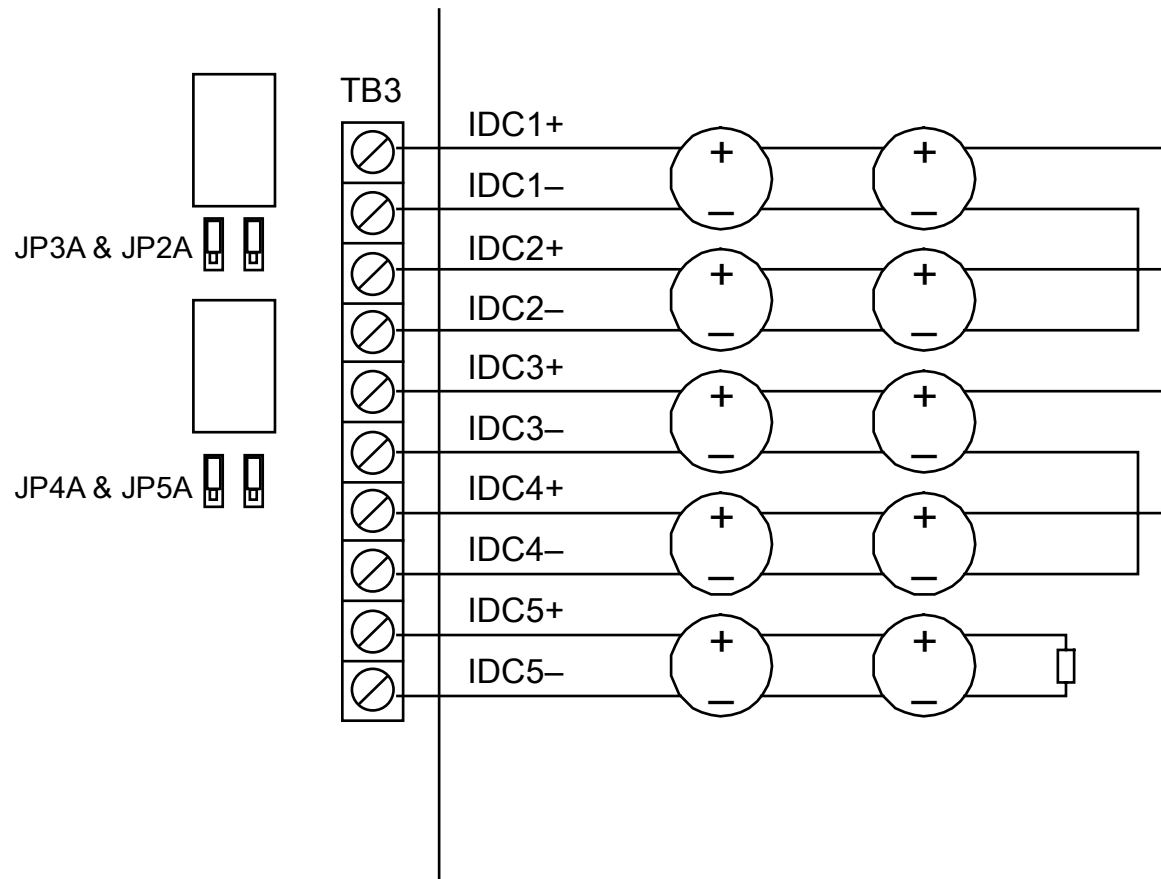 TB3
IDC1+
+ +
IDC1–
– –
JP3A & JP2A
IDC2+
+ +
IDC2–
– –
IDC3+
+ +
IDC3–
– –
JP4A & JP5A
IDC4+
+ +
IDC4–
– –
IDC5+
+ +
IDC5–
– –